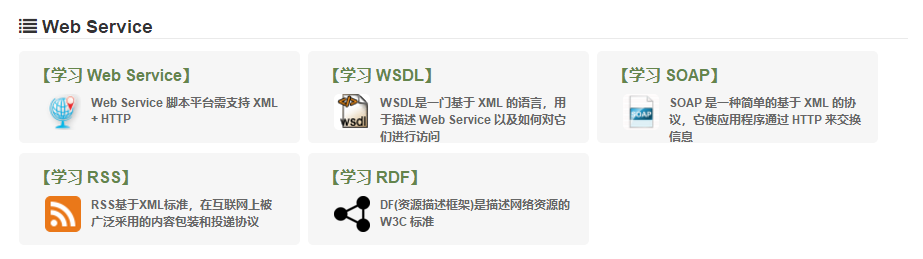 Web Service
【学习 Web Service】
Web Service 脚本平台需支持 XML
+ HTTP
【学习 WSDL】
wsdl
WSDL是一门基于 XML 的语言，用
于描述 Web Service 以及如何对它
们进行访问
【学习 SOAP】
SOAP
SOAP 是一种简单的基于 XML 的协
议，它使应用程序通过 HTTP 来交换
信息
【学习 RSS】
RSS基于XML标准，在互联网上被
广泛采用的内容包装和投递协议
【学习 RDF】
DF(资源描述框架)是描述网络资源的
W3C 标准